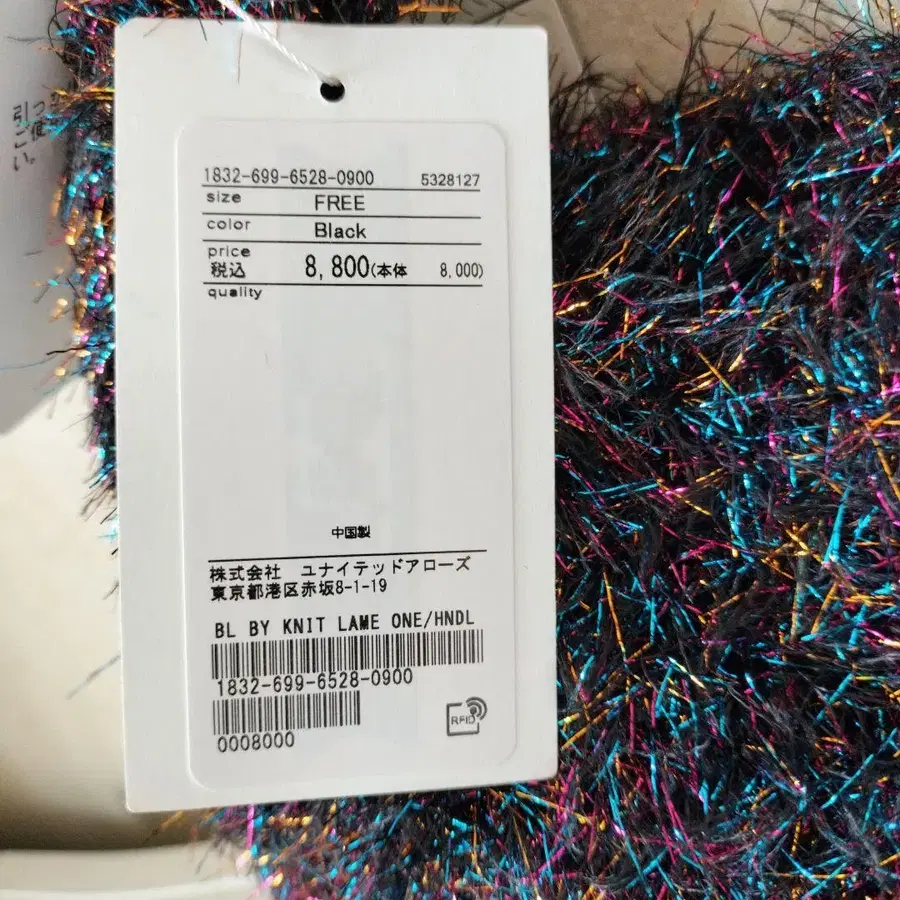 1832-699-6528-0900 5328127
size FREE
color Black
price
税込 8,800(本体 8,000)
quality
中国製
株式会社 ユナイテッドアローズ
東京都港区赤坂8-1-19
BL BY KNIT LAME ONE/HNDL
1832-699-6528-0900
0008000
RFID